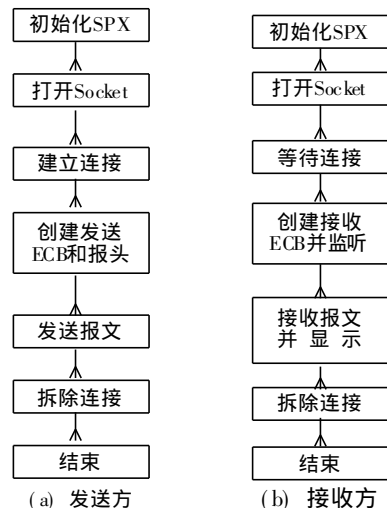 初始化SPX
打开Socket
建立连接
创建发送
ECB和报头
发送报文
拆除连接
结束
(a) 发送方
初始化SPX
打开Socket
等待连接
创建接收
ECB并监听
接收报文
并 显 示
拆除连接
结束
(b) 接收方